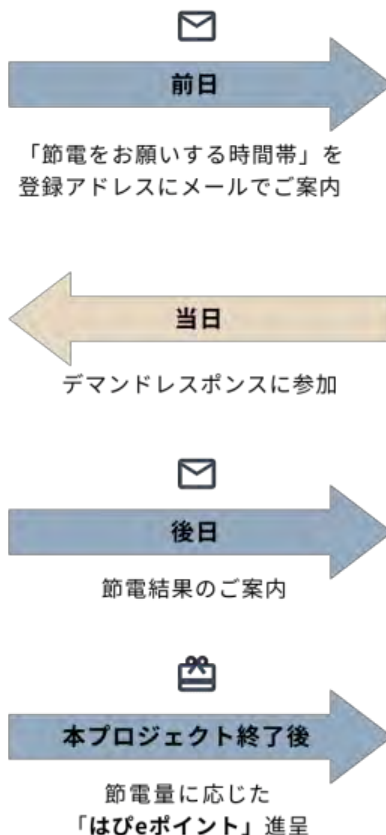 前日
「節電をお願いする時間帯」を
登録アドレスにメールでご案内
当日
デマンドレスポンスに参加
後日
節電結果のご案内
本プロジェクト終了後
節電量に応じた
「はぴeポイント」進呈